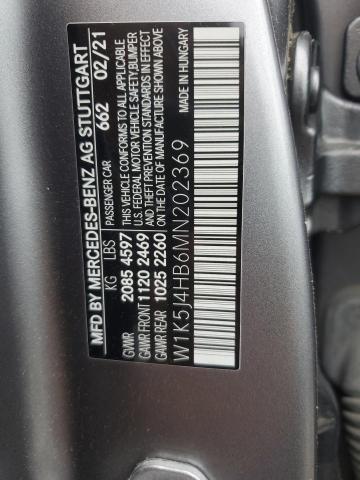 MFD BY MERCEDES-BENZ AG STUTTGART
PASSENGER CAR 662 02/21
KG LBS THIS VEHICLE CONFORMS TO ALL APPLICABLE
GVWR 2085 4597 U.S. FEDERAL MOTOR VEHICLE SAFETY,BUMPER
GAWR FRONT 1120 2469 AND THEFT PREVENTION STANDARDS IN EFFECT
GAWR REAR 1025 2260 ON THE DATE OF MANUFACTURE SHOWN ABOVE
MADE IN HUNGARY
W1K5J4HB6MN202369